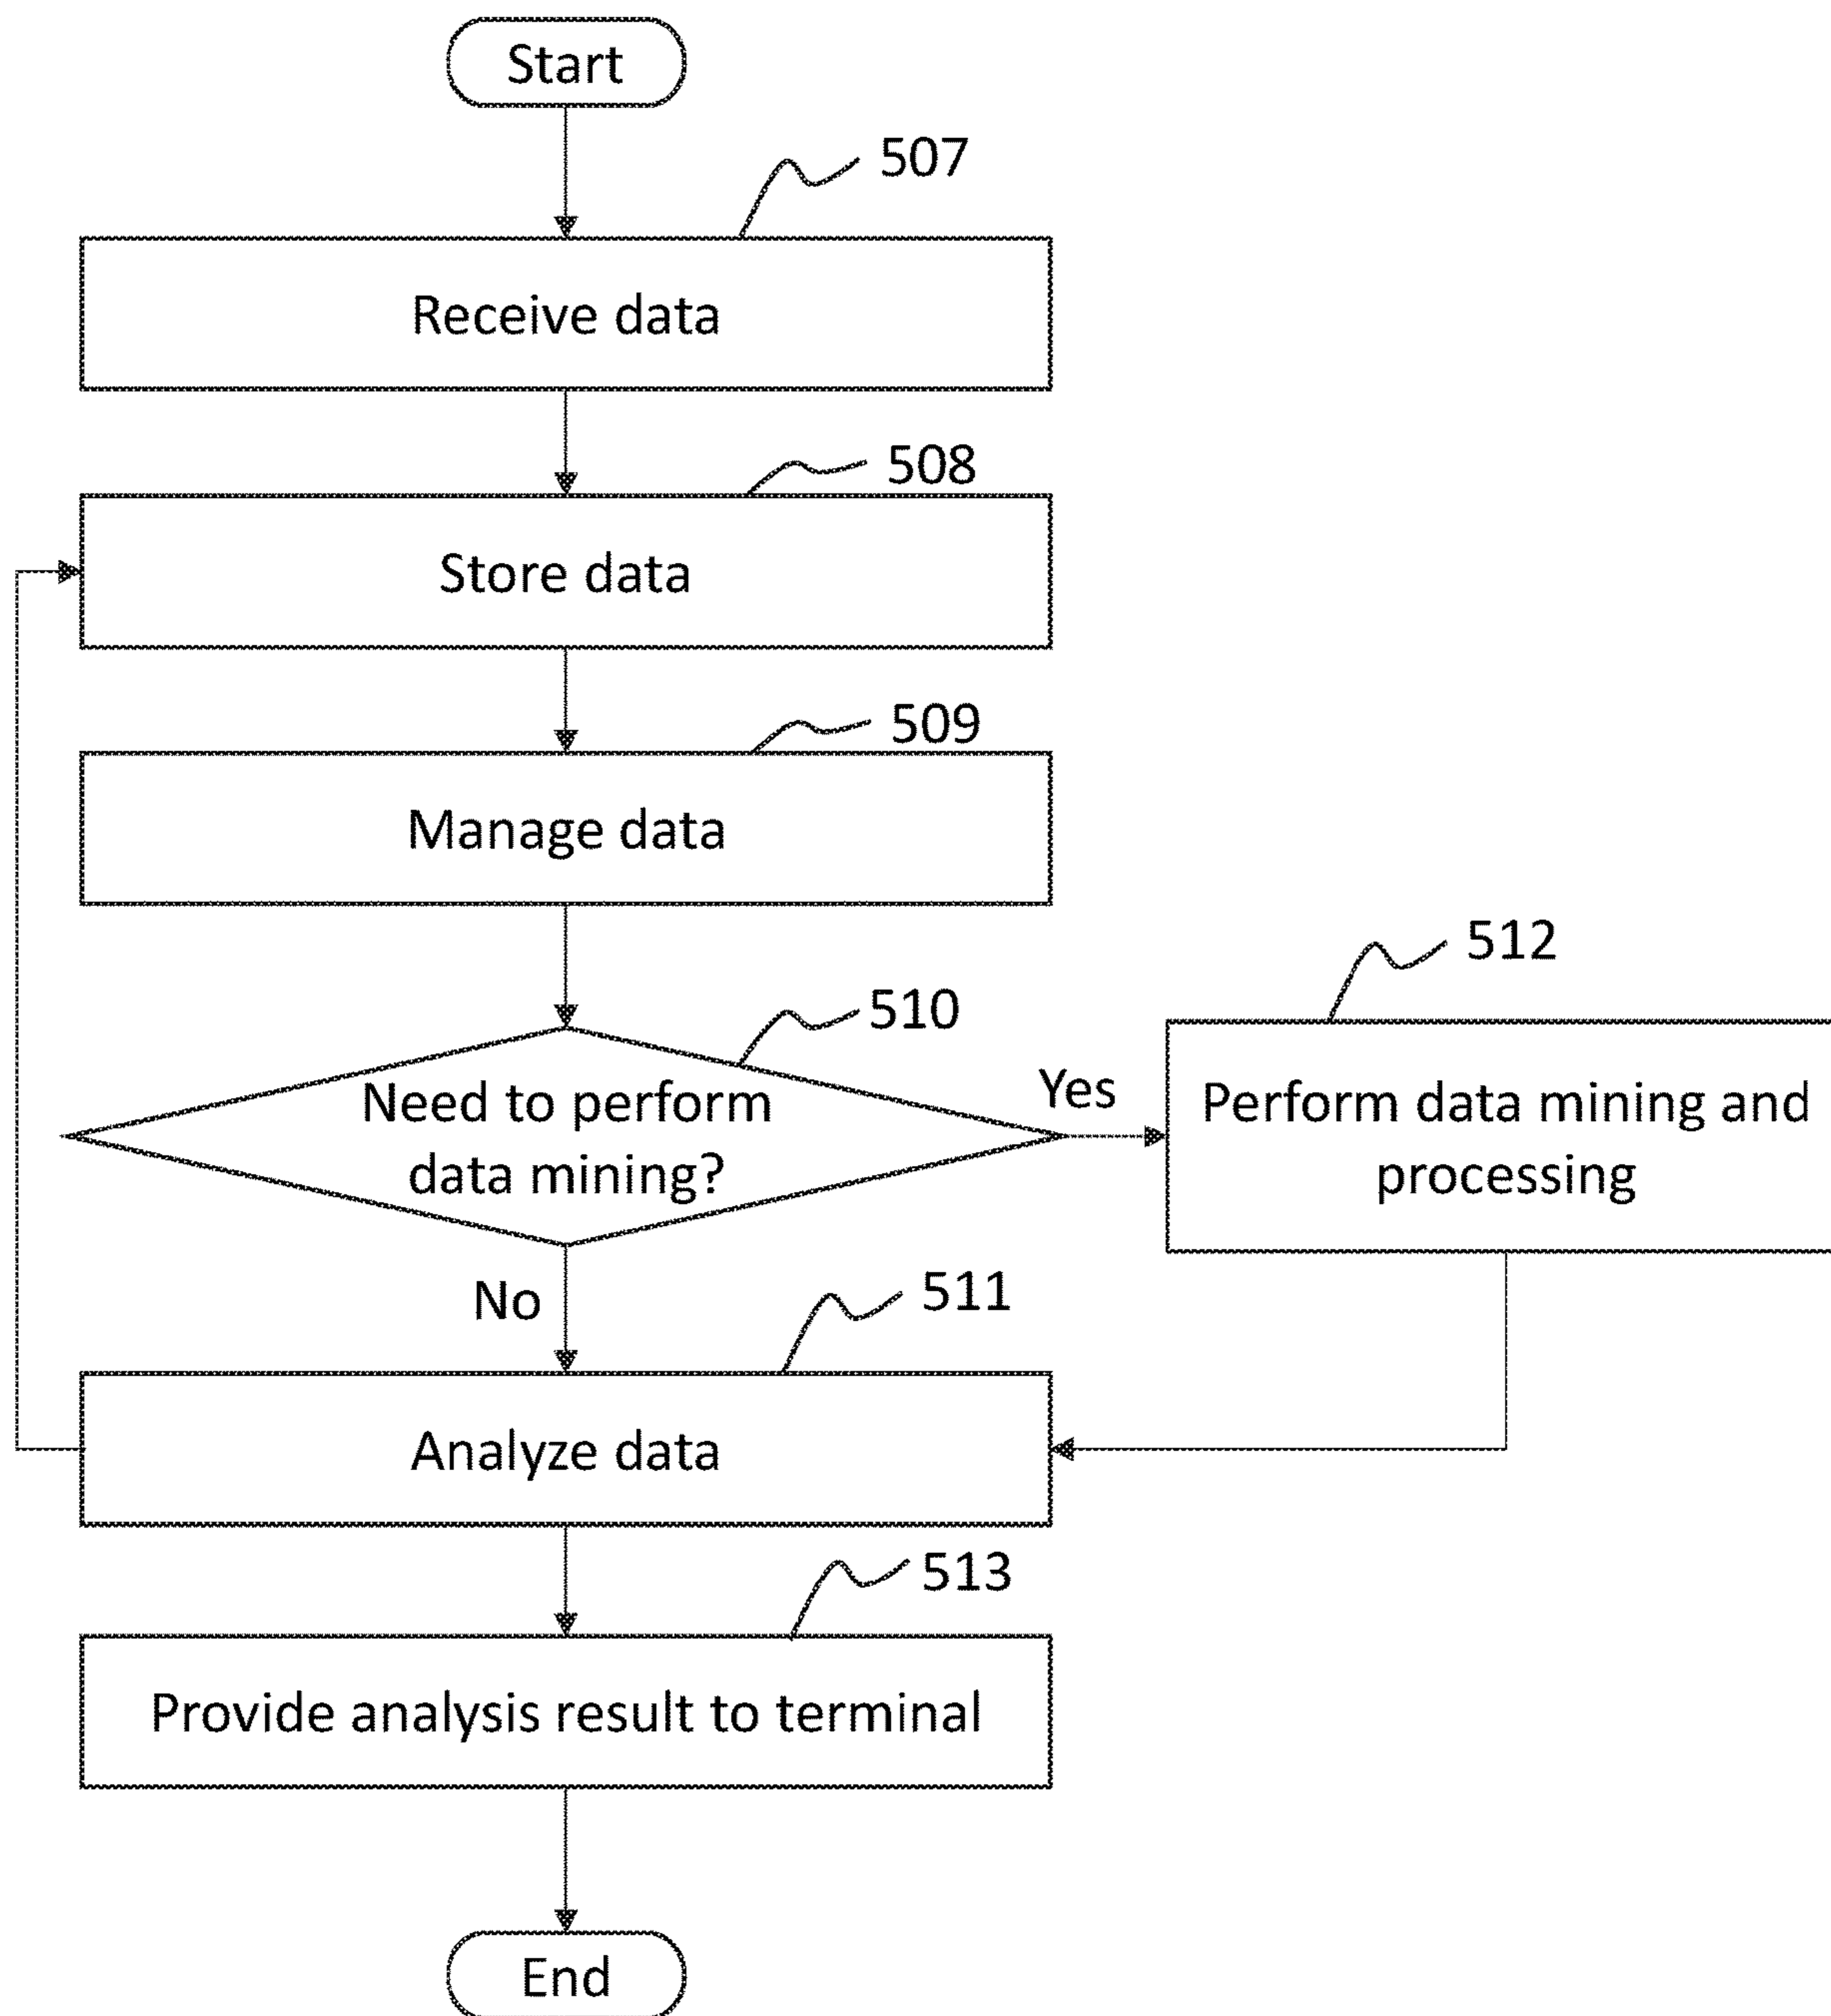 Start
507
Receive data
508
Store data
509
Manage data
510
512
Need to perform
data mining?
Yes
Perform data mining and
processing
No
511
Analyze data
513
Provide analysis result to terminal
End